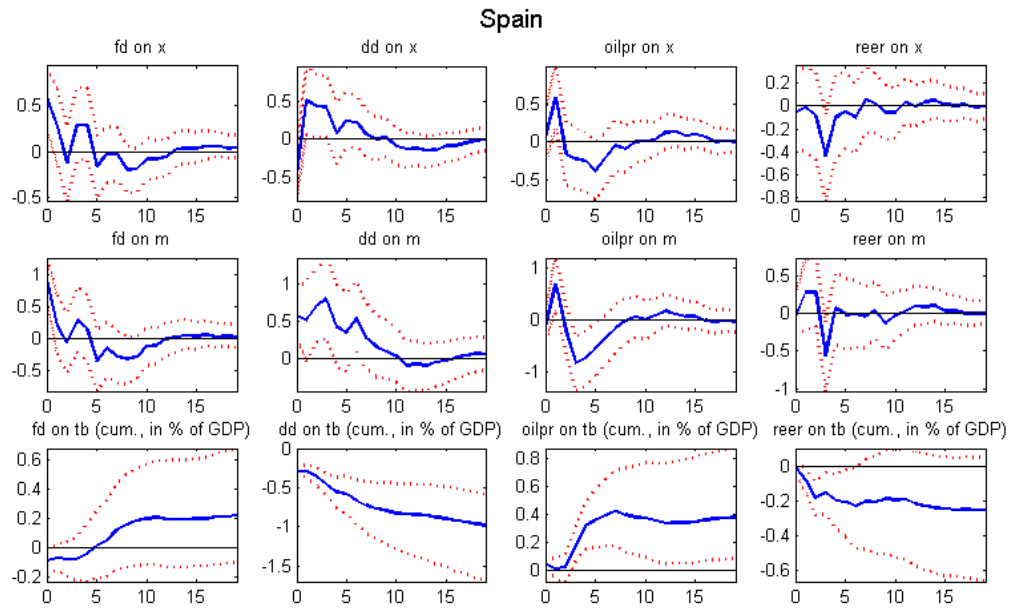 Spain
fd on x
dd on x
oilpr on x
reer on x
0.5
0
-0.5
0 5 10 15
0.5
0
-0.5
0 5 10 15
0.5
0
-0.5
0 5 10 15
0.2
0
-0.2
-0.4
-0.6
-0.8
0 5 10 15
fd on m
dd on m
oilpr on m
reer on m
1
0.5
0
-0.5
0 5 10 15
1
0.5
0
0 5 10 15
1
0
-1
0 5 10 15
0.5
0
-0.5
-1
0 5 10 15
fd on tb (cum., in % of GDP)
dd on tb (cum., in % of GDP)
oilpr on tb (cum., in % of GDP)
reer on tb (cum., in % of GDP)
0.6
0.4
0.2
0
-0.2
0 5 10 15
0
-0.5
-1
-1.5
0 5 10 15
0.8
0.6
0.4
0.2
0
0 5 10 15
0
-0.2
-0.4
-0.6
0 5 10 15